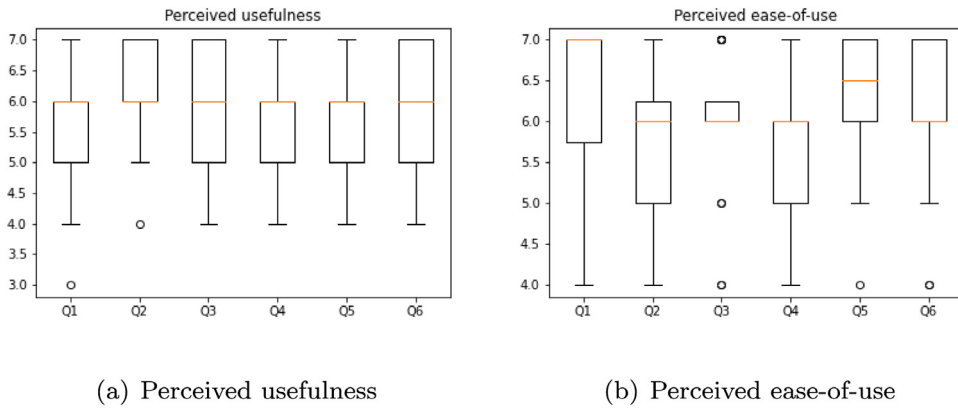 Perceived usefulness
7.0
6.5
6.0
5.5
5.0
4.5
4.0
3.5
3.0
Q1 Q2 Q3 Q4 Q5 Q6
(a) Perceived usefulness
Perceived ease-of-use
7.0
6.5
6.0
5.5
5.0
4.5
4.0
Q1 Q2 Q3 Q4 Q5 Q6
(b) Perceived ease-of-use